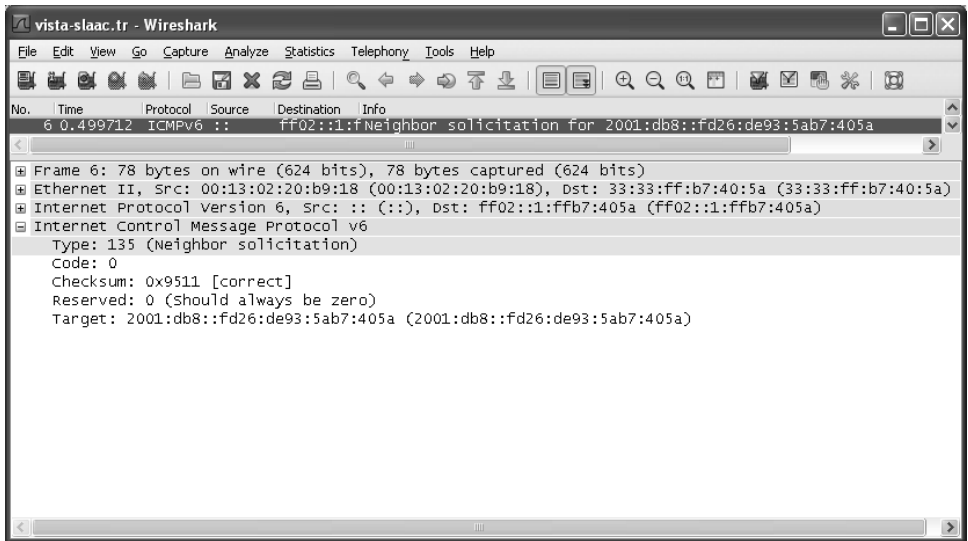 vista-slaac.tr - Wireshark
File Edit View Go Capture Analyze Statistics Telephony Tools Help
No. Time Protocol Source Destination Info
6 0.499712 ICMPv6 :: ff02::1:f Neighbor solicitation for 2001:db8::fd26:de93:5ab7:405a
Frame 6: 78 bytes on wire (624 bits), 78 bytes captured (624 bits)
Ethernet II, Src: 00:13:02:20:b9:18 (00:13:02:20:b9:18), Dst: 33:33:ff:b7:40:5a (33:33:ff:b7:40:5a)
Internet Protocol Version 6, Src: :: (::), Dst: ff02::1:ffb7:405a (ff02::1:ffb7:405a)
Internet Control Message Protocol v6
Type: 135 (Neighbor solicitation)
Code: 0
Checksum: 0x9511 [correct]
Reserved: 0 (Should always be zero)
Target: 2001:db8::fd26:de93:5ab7:405a (2001:db8::fd26:de93:5ab7:405a)